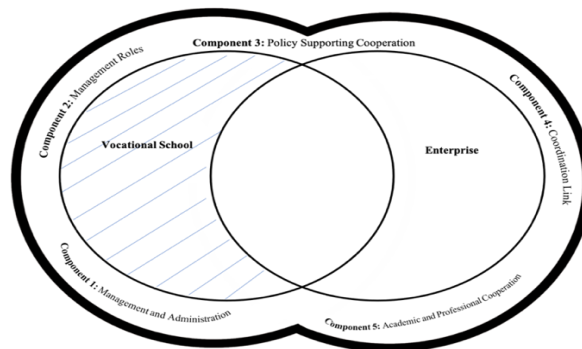 Component 3: Policy Supporting Cooperation
Component 2: Management Roles
Component 4: Coordination Link
Vocational School
Enterprise
Component 1: Management and Administration
Component 5: Academic and Professional Cooperation